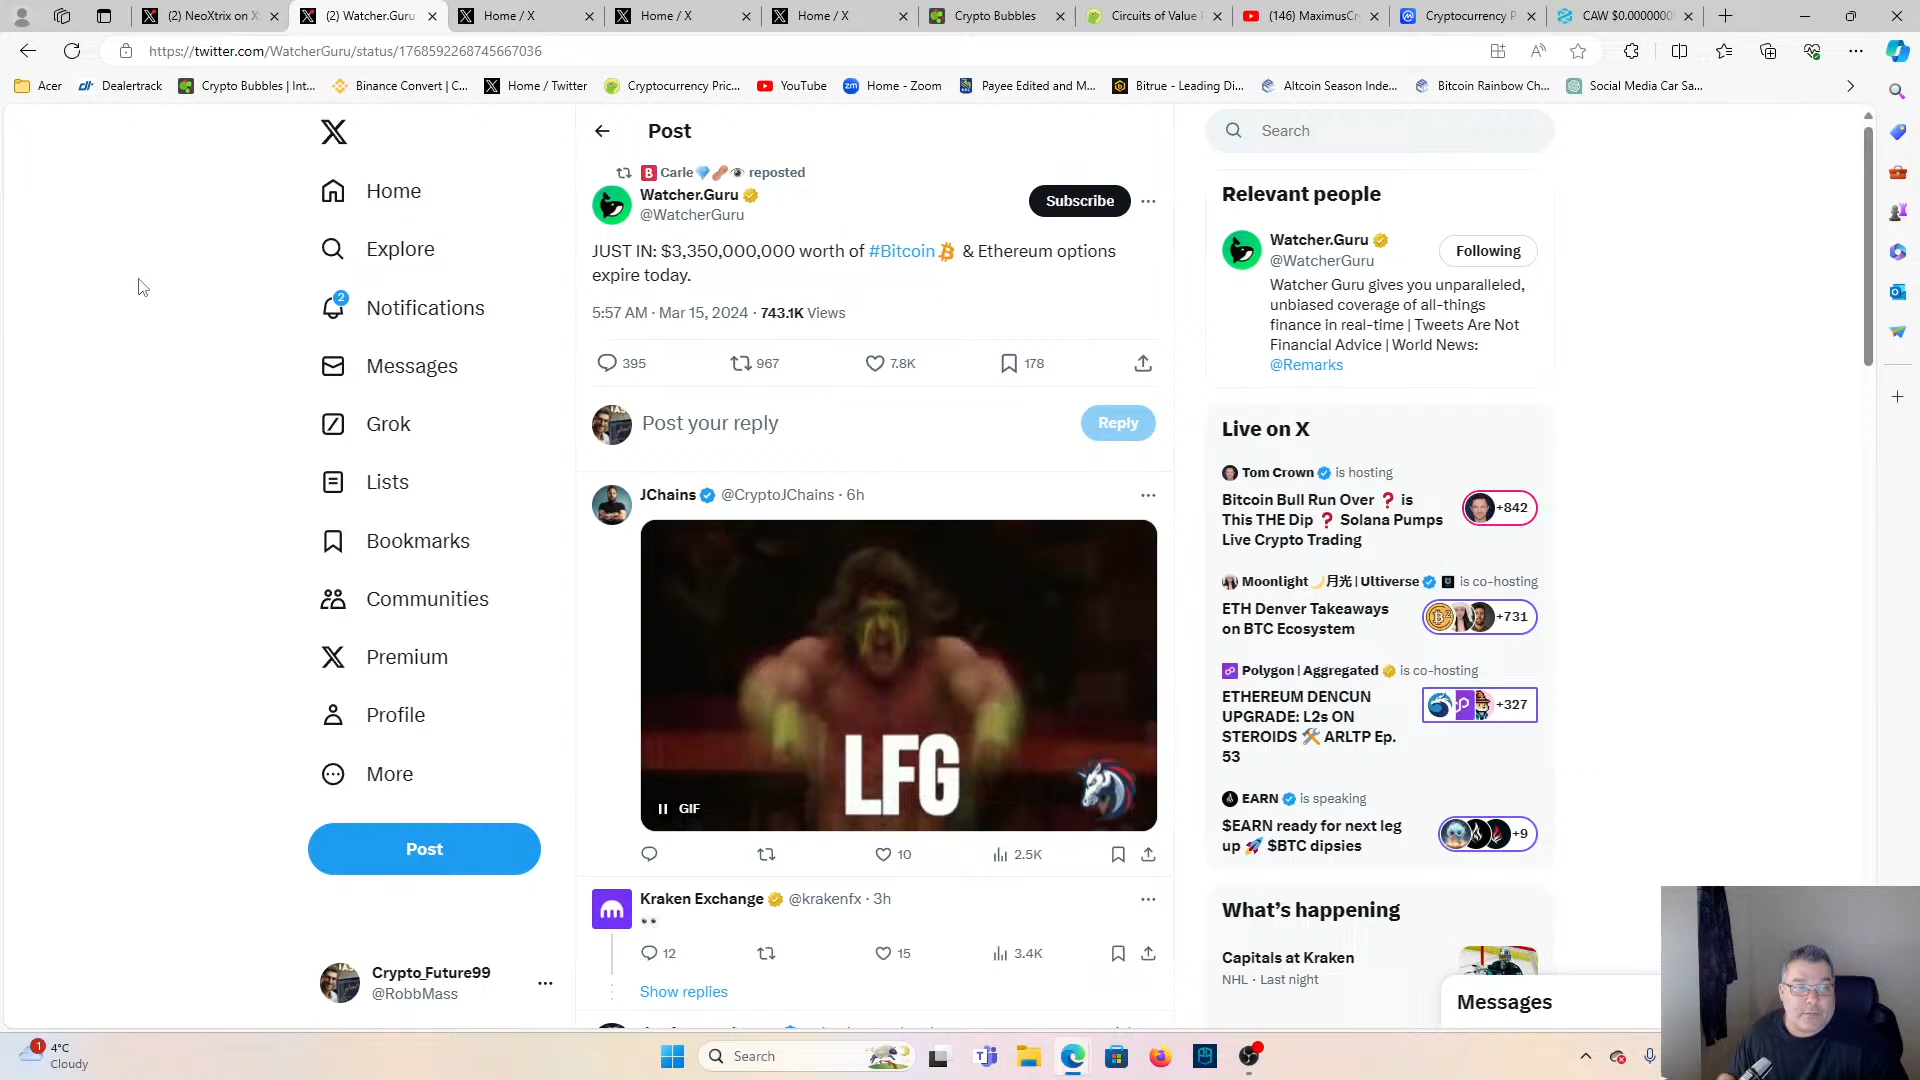 (2) NeoXtrix on X
(2) Watcher.Guru
Home / X
Home / X
Home / X
Crypto Bubbles
Circuits of Value
(146) MaximusCr
Cryptocurrency P
CAW $0.0000000
https://twitter.com/WatcherGuru/status/1768592268745667036
Acer
Dealertrack
Crypto Bubbles | Int...
Binance Convert | C...
Home / Twitter
Cryptocurrency Pric...
YouTube
Home - Zoom
Payee Edited and M...
Bitrue - Leading Di...
Altcoin Season Inde...
Bitcoin Rainbow Ch...
Social Media Car Sa...
Home
Explore
2
Notifications
Messages
Grok
Lists
Bookmarks
Communities
Premium
Profile
More
Post
Crypto Future99
@RobbMass
Post
Carle reposted
Watcher.Guru
@WatcherGuru
Subscribe
JUST IN: $3,350,000,000 worth of #Bitcoin & Ethereum options
expire today.
5:57 AM · Mar 15, 2024 · 743.1K Views
395 967 7.8K 178
Post your reply
Reply
JChains @CryptoJChains · 6h
LFG
GIF
10 2.5K
Kraken Exchange @krakenfx · 3h
12 15 3.4K
Show replies
Search
Relevant people
Watcher.Guru
@WatcherGuru
Following
Watcher Guru gives you unparalleled,
unbiased coverage of all-things
finance in real-time | Tweets Are Not
Financial Advice | World News:
@Remarks
Live on X
Tom Crown is hosting
Bitcoin Bull Run Over ❓ is
This THE Dip ❓ Solana Pumps
Live Crypto Trading
+842
Moonlight🌙月光 | Ultiverse is co-hosting
ETH Denver Takeaways
on BTC Ecosystem
+731
Polygon | Aggregated is co-hosting
ETHEREUM DENCUN
UPGRADE: L2s ON
STEROIDS 🛠 ARLTP Ep.
53
+327
EARN is speaking
$EARN ready for next leg
up 🚀 $BTC dipsies
+9
What's happening
Capitals at Kraken
NHL · Last night
Messages
1
4°C
Cloudy
Search